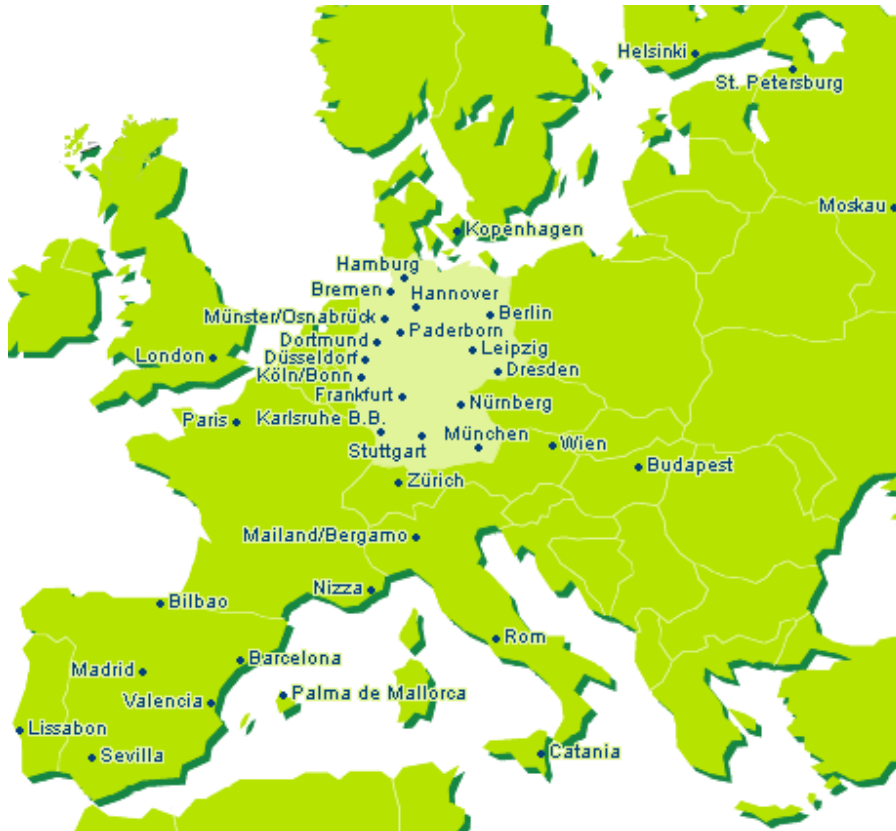 Helsinki
St. Petersburg
Moskau
Kopenhagen
Hamburg
Bremen
Hannover
Münster/Osnabrück
Berlin
Paderborn
Dortmund
Leipzig
London
Düsseldorf
Dresden
Köln/Bonn
Frankfurt
Nürnberg
Paris
Karlsruhe B.B.
München
Stuttgart
Wien
Budapest
Zürich
Mailand/Bergamo
Nizza
Bilbao
Rom
Barcelona
Madrid
Palma de Mallorca
Valencia
Lissabon
Sevilla
Catania